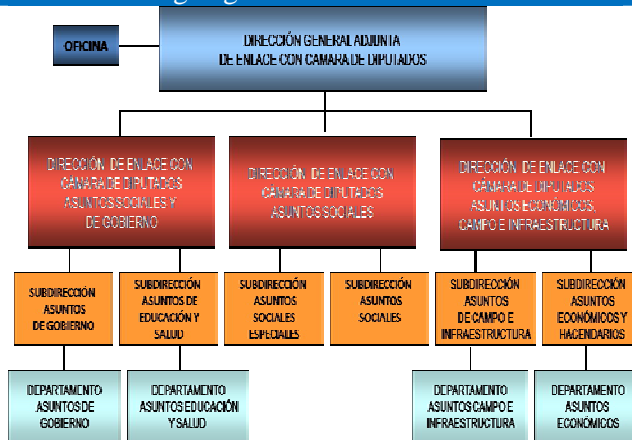 OFICINA
DIRECCIÓN GENERAL ADJUNTA
DE ENLACE CON CAMARA DE DIPUTADOS
DIRECCIÓN DE ENLACE CON
CÁMARA DE DIPUTADOS
ASUNTOS SOCIALES Y
DE GOBIERNO
DIRECCIÓN DE ENLACE CON
CÁMARA DE DIPUTADOS
ASUNTOS SOCIALES
DIRECCIÓN DE ENLACE CON
CÁMARA DE DIPUTADOS
ASUNTOS ECONÓMICOS,
CAMPO E INFRAESTRUCTURA
SUBDIRECCIÓN
ASUNTOS
DE GOBIERNO
SUBDIRECCIÓN
ASUNTOS DE
EDUCACIÓN Y
SALUD
SUBDIRECCIÓN
ASUNTOS
SOCIALES
ESPECIALES
SUBDIRECCIÓN
ASUNTOS
SOCIALES
SUBDIRECCIÓN
ASUNTOS
DE CAMPO E
INFRAESTRUCTURA
SUBDIRECCIÓN
ASUNTOS
ECONÓMICOS Y
HACENDARIOS
DEPARTAMENTO
ASUNTOS DE
GOBIERNO
DEPARTAMENTO
ASUNTOS EDUCACIÓN
Y SALUD
DEPARTAMENTO
ASUNTOS CAMPO E
INFRAESTRUCTURA
DEPARTAMENTO
ASUNTOS
ECONÓMICOS